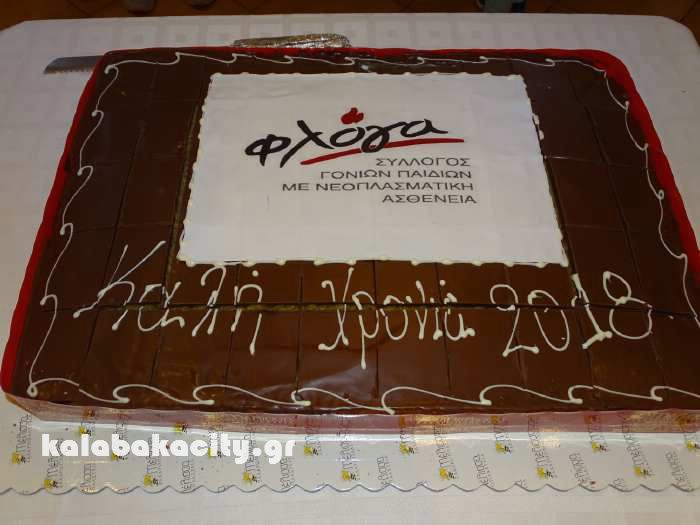 φλόγα
ΣΥΛΛΟΓΟΣ
ΓΟΝΙΩΝ ΠΑΙΔΙΩΝ
ΜΕ ΝΕΟΠΛΑΣΜΑΤΙΚΗ
ΑΣΘΕΝΕΙΑ
Καλή Χρονιά 2018
kalabakacity.gr